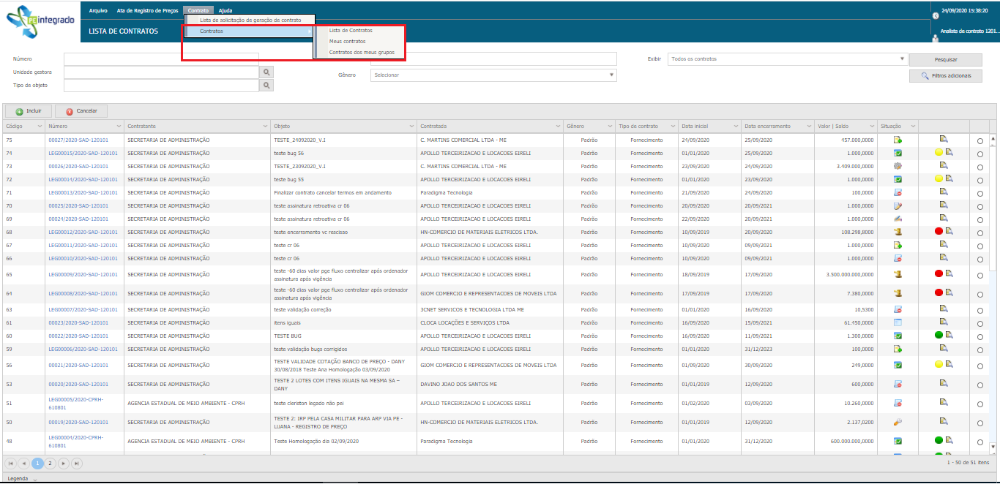 PEintegrado
Arquivo Ata de Registro de Preços Contrato Ajuda
24/09/2020 15:38:20
Lista de solicitação de geração de contrato
LISTA DE CONTRATOS
Contratos
Lista de Contratos
Meus contratos
Contratos dos meus grupos
Analista de contrato 1201...
Número
Exibir Todos os contratos Pesquisar
Unidade gestora
Gênero Selecionar Filtros adicionais
Tipo de objeto
Incluir Cancelar
Código Número Contratante Objeto Contratada Gênero Tipo de contrato Data inicial Data encerramento Valor | Saldo Situação
75 00027/2020-SAD-120101 SECRETARIA DE ADMINISTRAÇÃO TESTE_24092020_V.I C. MARTINS COMERCIAL LTDA - ME Padrão Fornecimento 24/09/2020 25/09/2020 457.000,0000
74 LEG00015/2020-SAD-120101 SECRETARIA DE ADMINISTRAÇÃO teste bug 56 APOLLO TERCEIRIZACAO E LOCACOES EIRELI Padrão Fornecimento 01/01/2020 25/09/2020 1.000,0000
73 00026/2020-SAD-120101 SECRETARIA DE ADMINISTRAÇÃO TESTE_23092020_V.I C. MARTINS COMERCIAL LTDA - ME Padrão Fornecimento 23/09/2020 24/09/2020 3.409.000,0000
72 LEG00014/2020-SAD-120101 SECRETARIA DE ADMINISTRAÇÃO teste bug 55 APOLLO TERCEIRIZACAO E LOCACOES EIRELI Padrão Fornecimento 01/01/2020 23/09/2020 1.000,0000
71 LEG00013/2020-SAD-120101 SECRETARIA DE ADMINISTRAÇÃO Finalizar contrato cancelar termos em andamento Paradigma Tecnologia Padrão Fornecimento 21/09/2020 24/09/2020 100,0000
70 00025/2020-SAD-120101 SECRETARIA DE ADMINISTRAÇÃO teste assinatura retroativa cr 06 APOLLO TERCEIRIZACAO E LOCACOES EIRELI Padrão Fornecimento 20/09/2020 20/09/2021 1.000,0000
69 00024/2020-SAD-120101 SECRETARIA DE ADMINISTRAÇÃO teste assinatura retroativa cr 06 APOLLO TERCEIRIZACAO E LOCACOES EIRELI Padrão Fornecimento 22/09/2020 22/09/2021 1.000,0000
68 LEG00012/2020-SAD-120101 SECRETARIA DE ADMINISTRAÇÃO teste encerramento vc rescisao HN-COMERCIO DE MATERIAIS ELETRICOS LTDA. Padrão Fornecimento 10/09/2019 20/09/2020 108.298,8000
67 LEG00011/2020-SAD-120101 SECRETARIA DE ADMINISTRAÇÃO teste cr 06 APOLLO TERCEIRIZACAO E LOCACOES EIRELI Padrão Fornecimento 10/09/2020 09/09/2021 1.000,0000
66 LEG00010/2020-SAD-120101 SECRETARIA DE ADMINISTRAÇÃO teste cr 06 APOLLO TERCEIRIZACAO E LOCACOES EIRELI Padrão Fornecimento 10/09/2020 09/09/2021 1.000,0000
65 LEG00009/2020-SAD-120101 SECRETARIA DE ADMINISTRAÇÃO teste -60 dias valor pge fluxo centralizar após ordenador APOLLO TERCEIRIZACAO E LOCACOES EIRELI Padrão Fornecimento 18/09/2019 17/09/2020 3.500.000.000,0000
assinatura após vigência
64 LEG00008/2020-SAD-120101 SECRETARIA DE ADMINISTRAÇÃO teste -60 dias valor pge fluxo centralizar após ordenador GIOM COMERCIO E REPRESENTACOES DE MOVEIS LTDA Padrão Fornecimento 17/09/2019 17/09/2020 7.380,0000
assinatura após vigência
63 LEG00007/2020-SAD-120101 SECRETARIA DE ADMINISTRAÇÃO teste validação correção 3CNET SERVICOS E TECNOLOGIA LTDA ME Padrão Fornecimento 01/01/2020 16/09/2020 10,5300
61 00023/2020-SAD-120101 SECRETARIA DE ADMINISTRAÇÃO itens iguais CLOCA LOCAÇÕES E SERVIÇOS LTDA Padrão Fornecimento 16/09/2020 15/09/2021 61.450,0000
60 00022/2020-SAD-120101 SECRETARIA DE ADMINISTRAÇÃO TESTE BUG APOLLO TERCEIRIZACAO E LOCACOES EIRELI Padrão Fornecimento 16/09/2020 11/09/2021 1.300,0000
59 LEG00006/2020-SAD-120101 SECRETARIA DE ADMINISTRAÇÃO teste validação bugs corrigidos APOLLO TERCEIRIZACAO E LOCACOES EIRELI Padrão Fornecimento 01/01/2020 31/12/2023 100,0000
56 00021/2020-SAD-120101 SECRETARIA DE ADMINISTRAÇÃO TESTE VALIDADE COTAÇÃO BANCO DE PREÇO - DANY GIOM COMERCIO E REPRESENTACOES DE MOVEIS LTDA Padrão Fornecimento 01/09/2020 30/09/2020 249,0000
30/08/2018 Teste Ana Homologação 03/09/2020
53 00020/2020-SAD-120101 SECRETARIA DE ADMINISTRAÇÃO TESTE 2 LOTES COM ITENS IGUAIS NA MESMA SA – DAVINO JOAO DOS SANTOS ME Padrão Fornecimento 01/01/2019 12/09/2020 600,0000
DANY
51 LEG00005/2020-CPRH-610801 AGENCIA ESTADUAL DE MEIO AMBIENTE - CPRH teste cleriston legado não pei APOLLO TERCEIRIZACAO E LOCACOES EIRELI Padrão Fornecimento 01/02/2020 03/09/2020 10.260,0000
50 00019/2020-SAD-120101 SECRETARIA DE ADMINISTRAÇÃO TESTE 2: IRP PELA CASA MILITAR PARA ARP VIA PE - HN-COMERCIO DE MATERIAIS ELETRICOS LTDA. Padrão Fornecimento 01/01/2019 12/09/2020 2.137,0200
LUANA - REGISTRO DE PREÇO
48 LEG00004/2020-CPRH-610801 AGENCIA ESTADUAL DE MEIO AMBIENTE - CPRH Teste Homologação dia 02/09/2020 Paradigma Tecnologia Padrão Fornecimento 01/01/2020 31/12/2020 600.000.000,0000
1 2
1 - 50 de 51 itens
Legenda